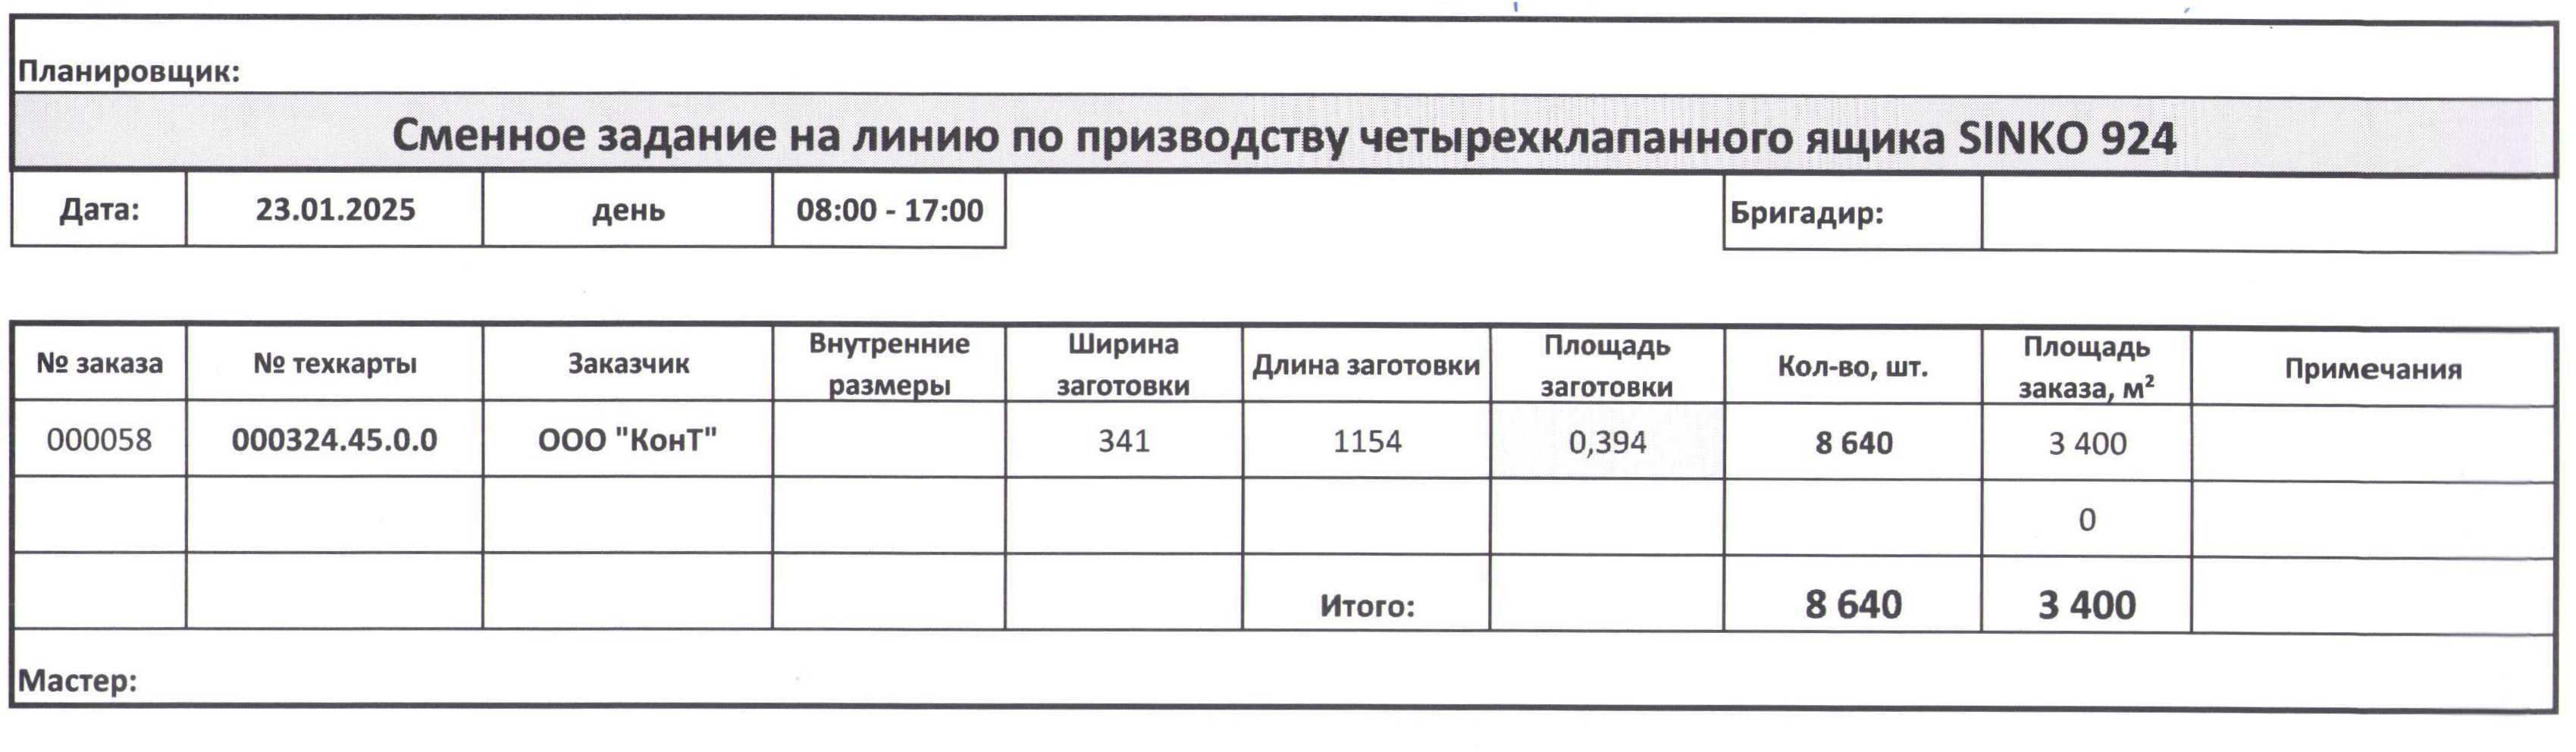 Планировщик:
Сменное задание на линию по призводству четырехклапанного ящика SINKO 924
Дата: 23.01.2025 день 08:00 - 17:00 Бригадир:
№ заказа № техкарты Заказчик Внутренние размеры Ширина заготовки Длина заготовки Площадь заготовки Кол-во, шт. Площадь заказа, м² Примечания
000058 000324.45.0.0 ООО "КонТ" 341 1154 0,394 8 640 3 400
0
Итого: 8 640 3 400
Мастер: